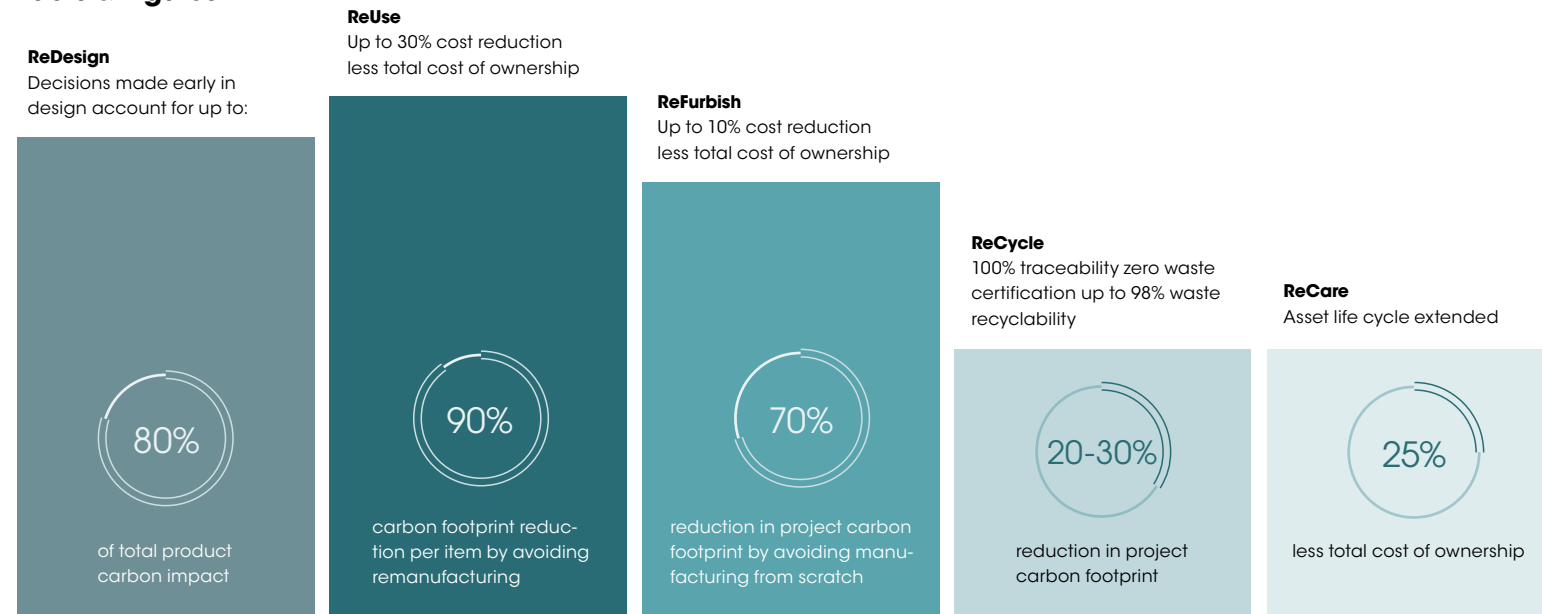 ReDesign
Decisions made early in
design account for up to:
80%
of total product
carbon impact
ReUse
Up to 30% cost reduction
less total cost of ownership
90%
carbon footprint reduc-
tion per item by avoiding
remanufacturing
ReFurbish
Up to 10% cost reduction
less total cost of ownership
70%
reduction in project carbon
footprint by avoiding manu-
facturing from scratch
ReCycle
100% traceability zero waste
certification up to 98% waste
recyclability
20-30%
reduction in project
carbon footprint
ReCare
Asset life cycle extended
25%
less total cost of ownership